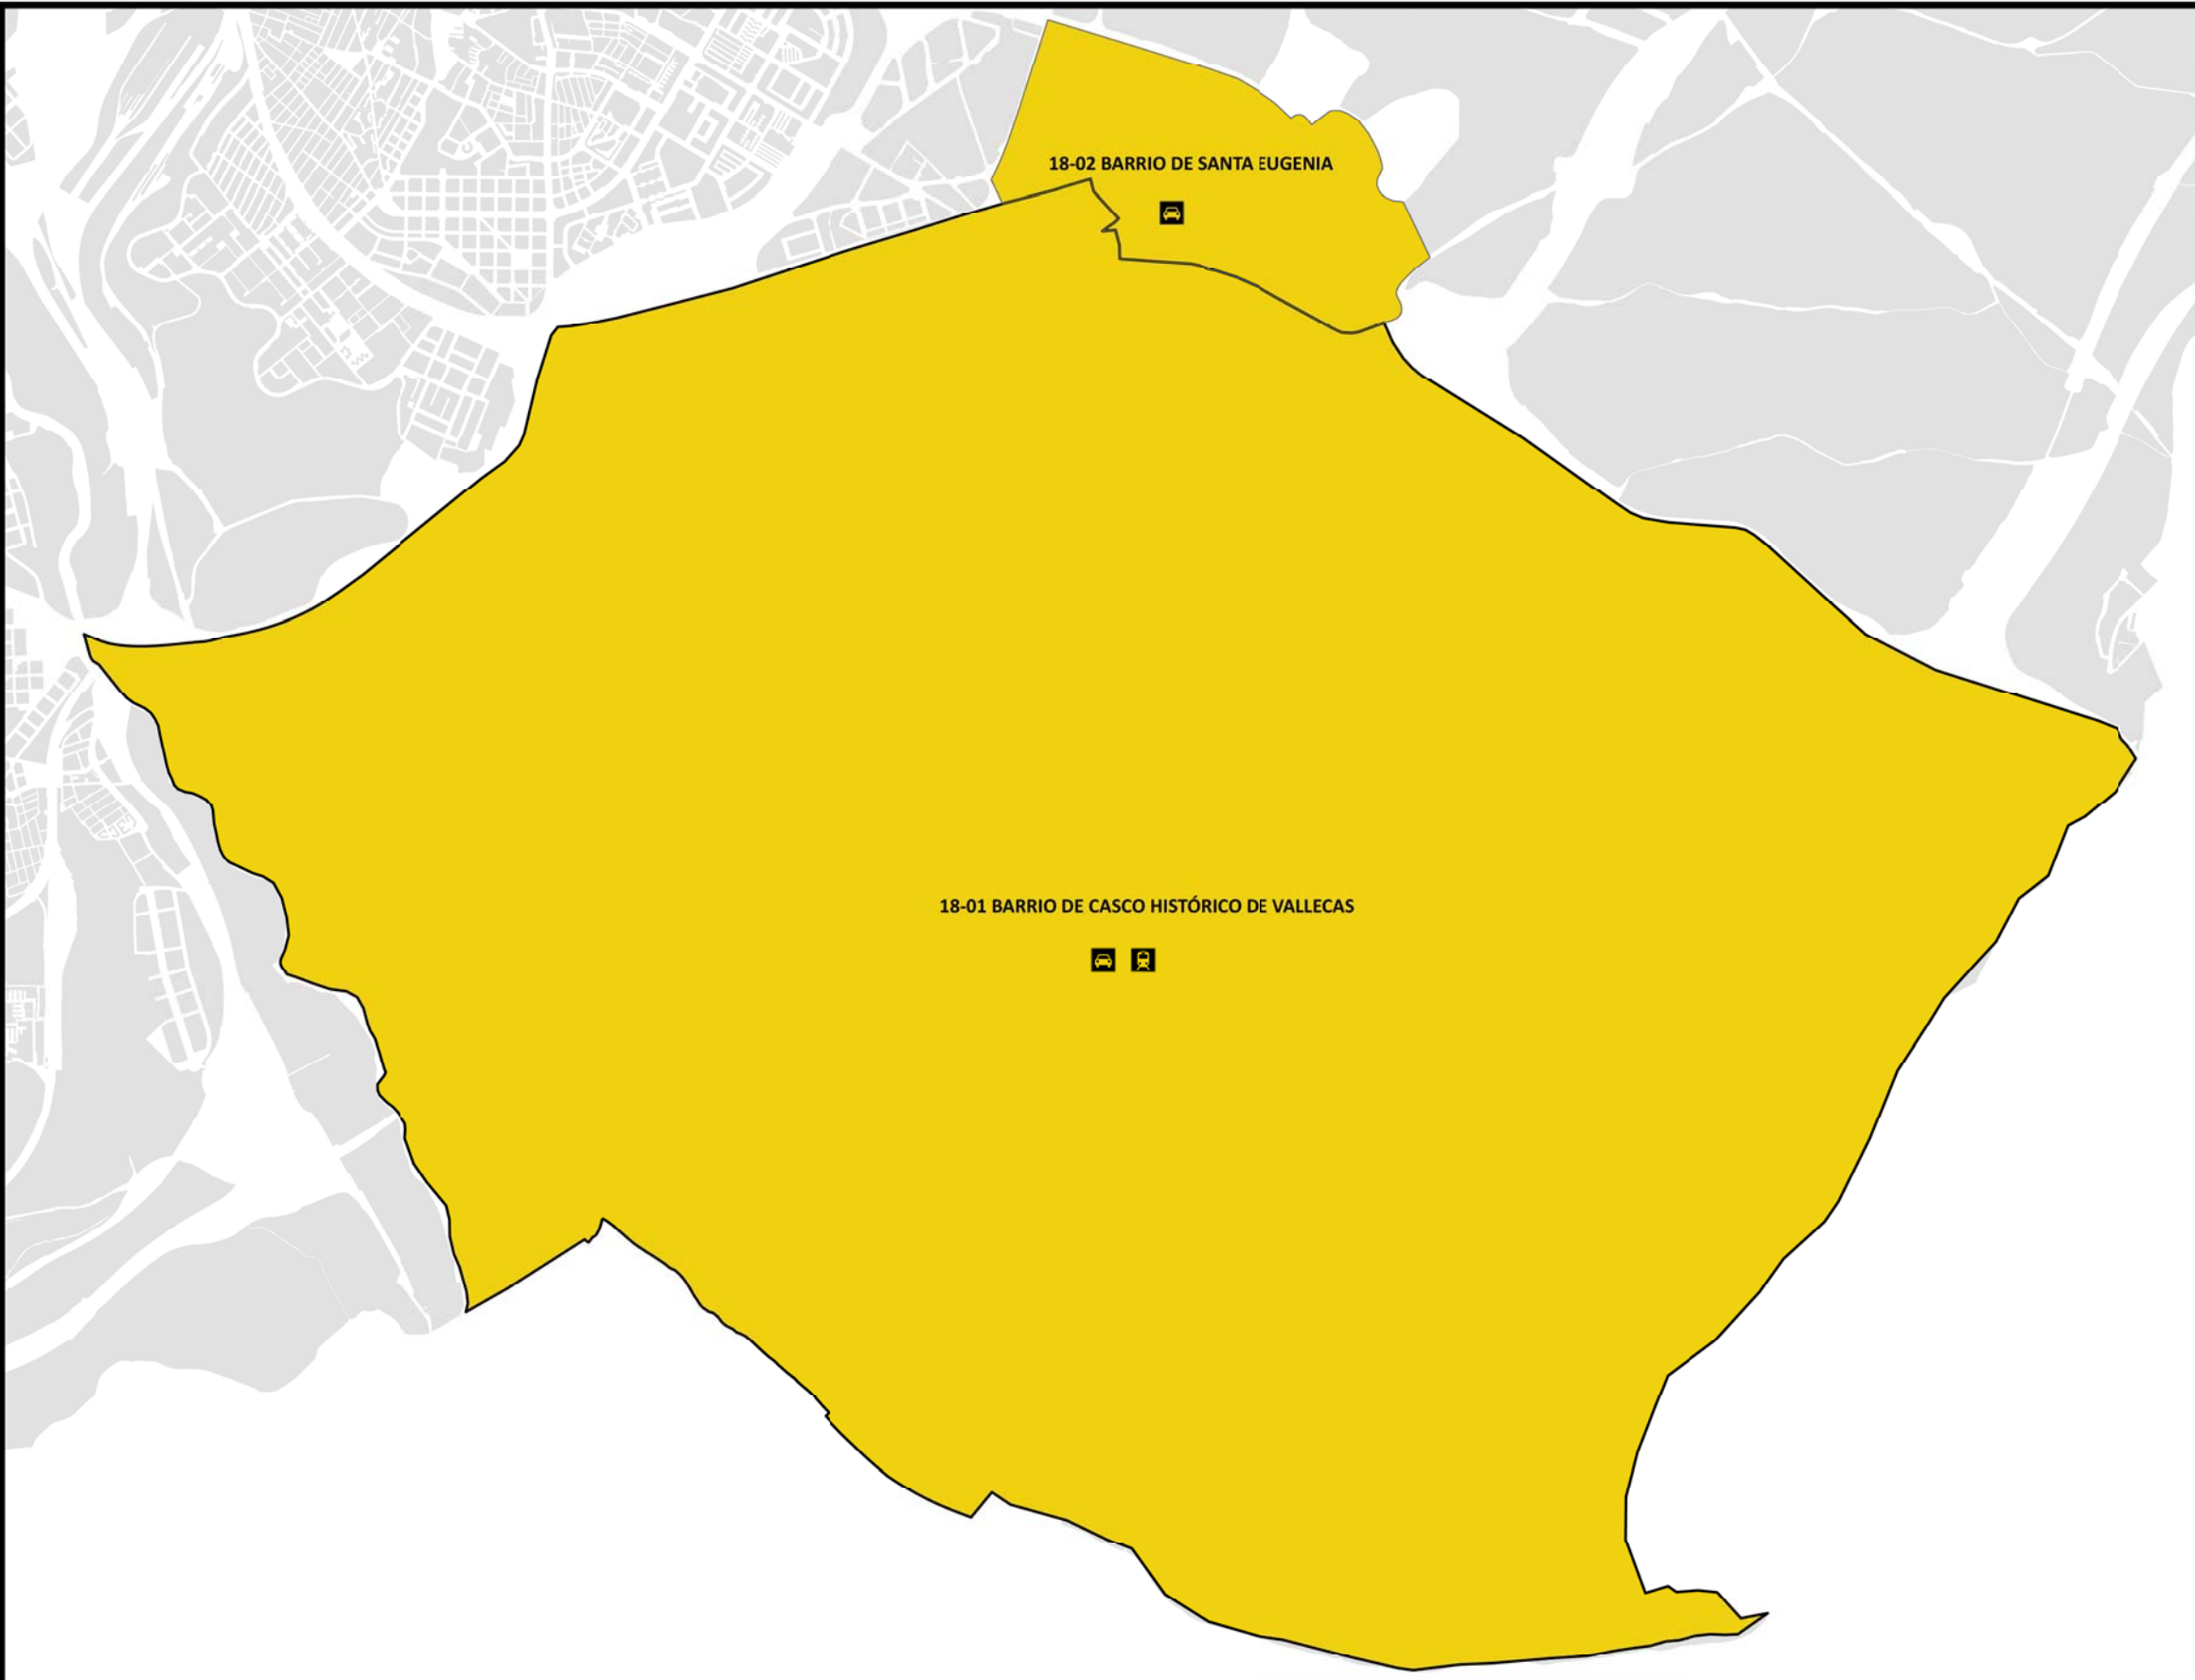 18-02 BARRIO DE SANTA EUGENIA
18-01 BARRIO DE CASCO HISTÓRICO DE VALLECAS